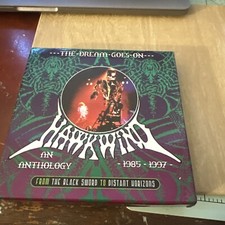 ---THE-DREAM-GOES-ON---
HAWKWIND
AN
ANTHOLOGY
- 1985 - 1997 -
FROM THE BLACK SWORD TO DISTANT HORIZONS